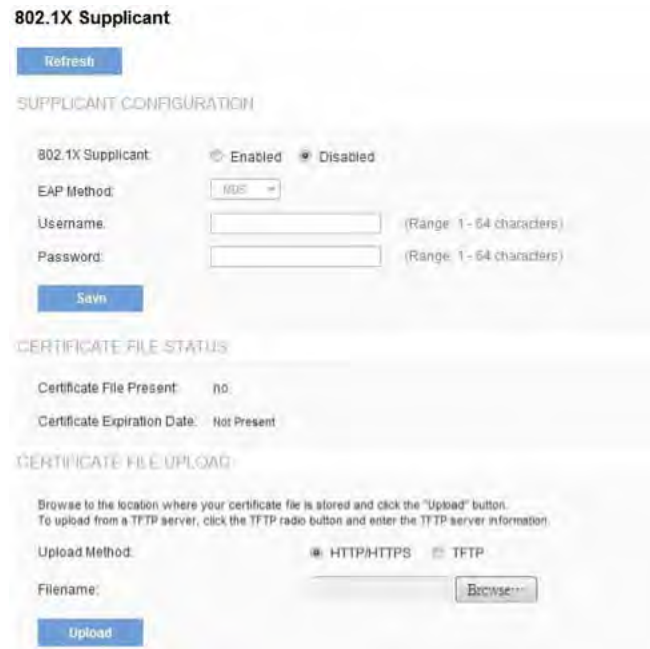 802.1X Supplicant
Refresh
SUPPLICANT CONFIGURATION
802.1X Supplicant: Enabled Disabled
EAP Method: MD5
Username: (Range: 1 - 64 characters)
Password: (Range: 1 - 64 characters)
Save
CERTIFICATE FILE STATUS
Certificate File Present: no
Certificate Expiration Date: Not Present
CERTIFICATE FILE UPLOAD
Browse to the location where your certificate file is stored and click the "Upload" button.
To upload from a TFTP server, click the TFTP radio button and enter the TFTP server information.
Upload Method: HTTP/HTTPS TFTP
Filename: Browse…
Upload